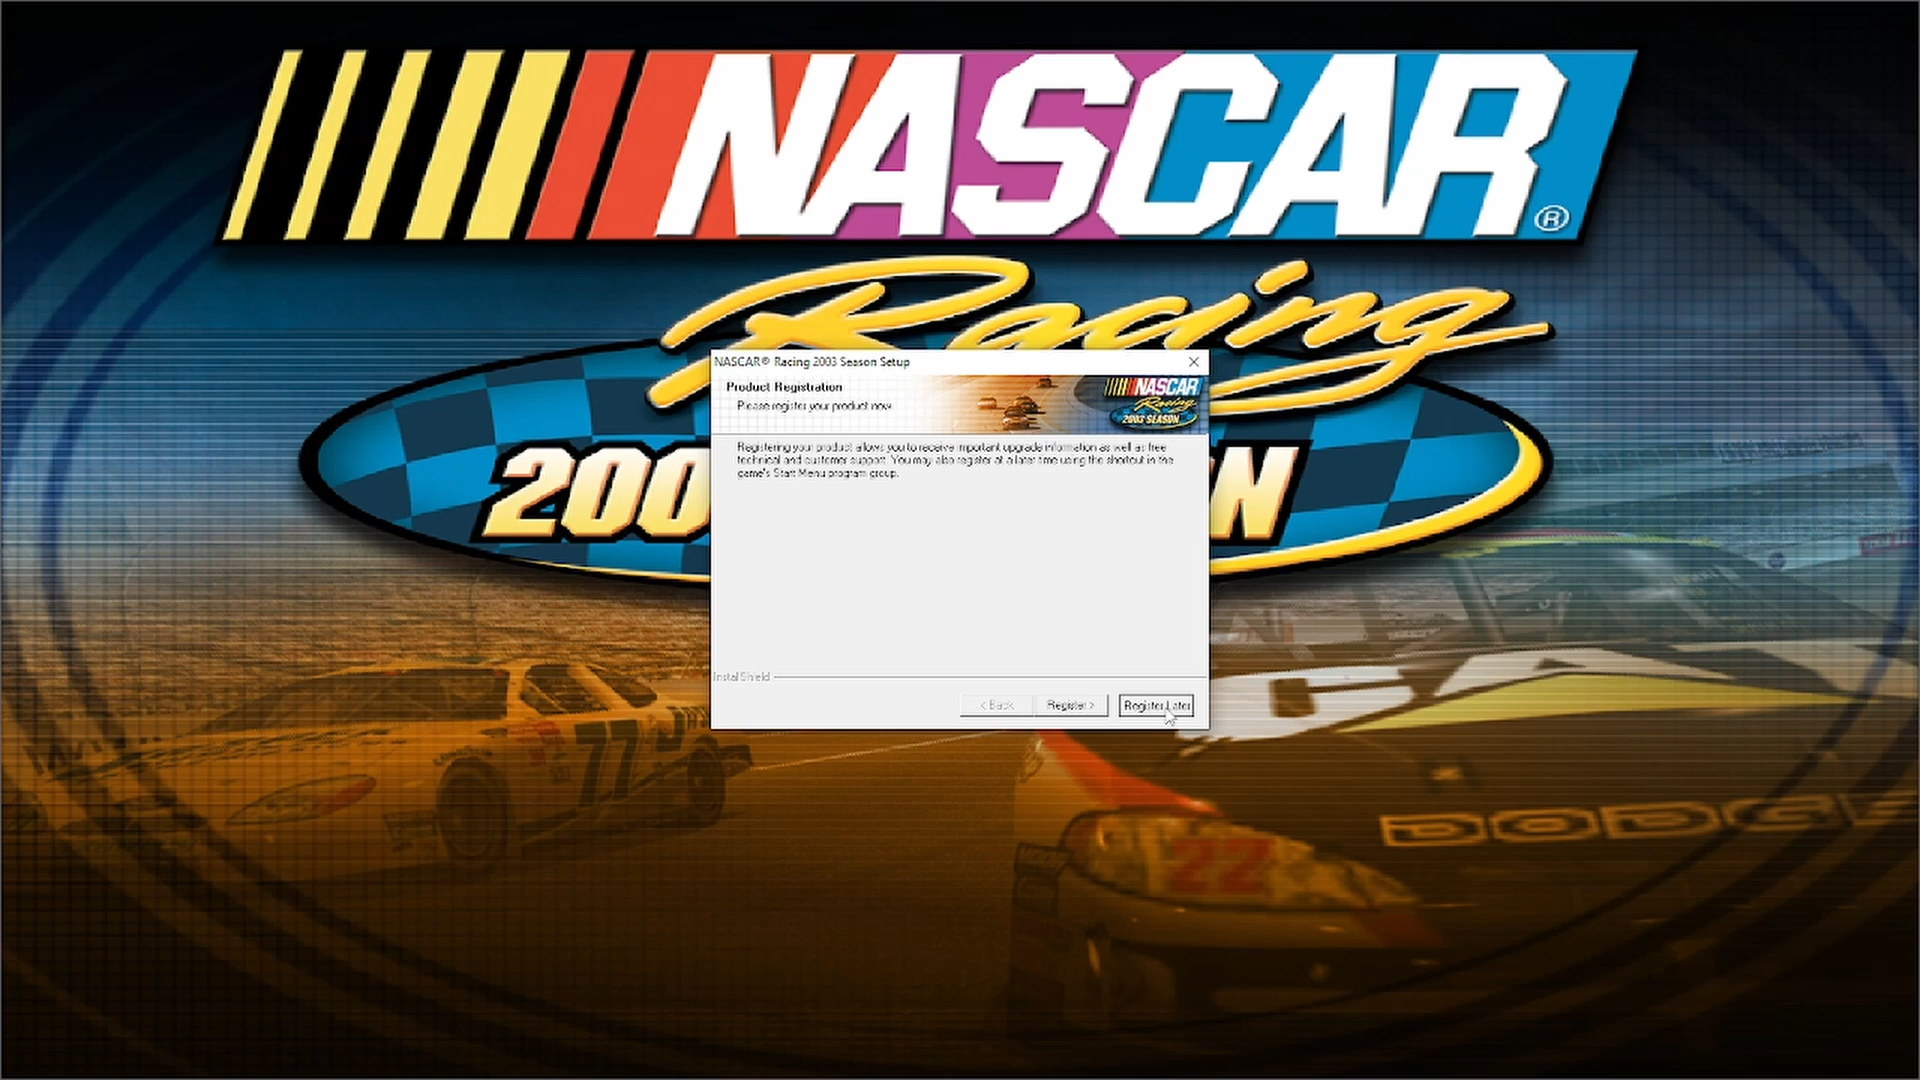 NASCAR®
Racing
200
N
NASCAR® Racing 2003 Season Setup
Product Registration
Please register your product now.
NASCAR
Racing
2003 SEASON
Registering your product allows you to receive important upgrade information as well as free
technical and customer support. You may also register at a later time using the shortcut in the
game's Start Menu program group.
InstallShield
< Back
Register >
Register Later
77
22
DODGE